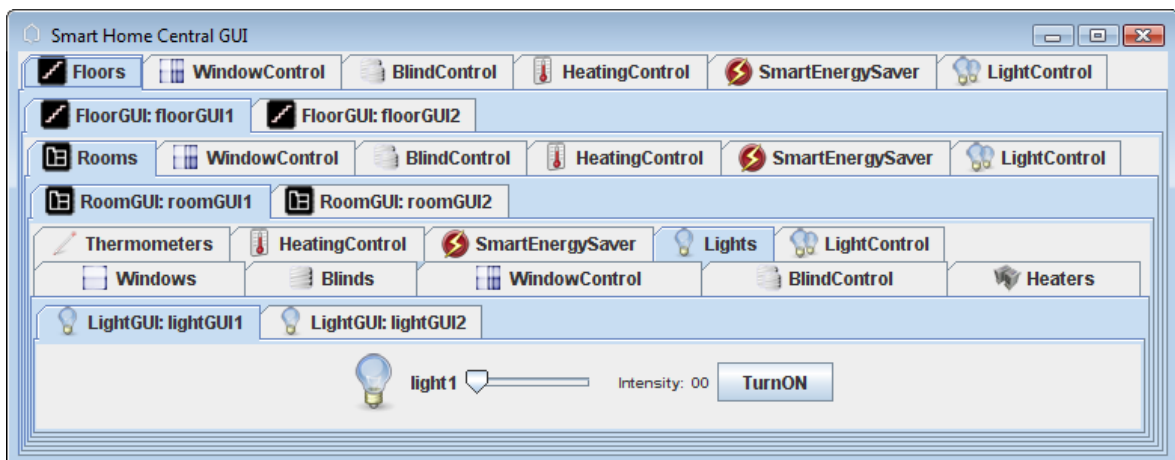 Smart Home Central GUI
Floors WindowControl BlindControl HeatingControl SmartEnergySaver LightControl
FloorGUI: floorGUI1 FloorGUI: floorGUI2
Rooms WindowControl BlindControl HeatingControl SmartEnergySaver LightControl
RoomGUI: roomGUI1 RoomGUI: roomGUI2
Thermometers HeatingControl SmartEnergySaver Lights LightControl
Windows Blinds WindowControl BlindControl Heaters
LightGUI: lightGUI1 LightGUI: lightGUI2
light1 Intensity: 00 TurnON